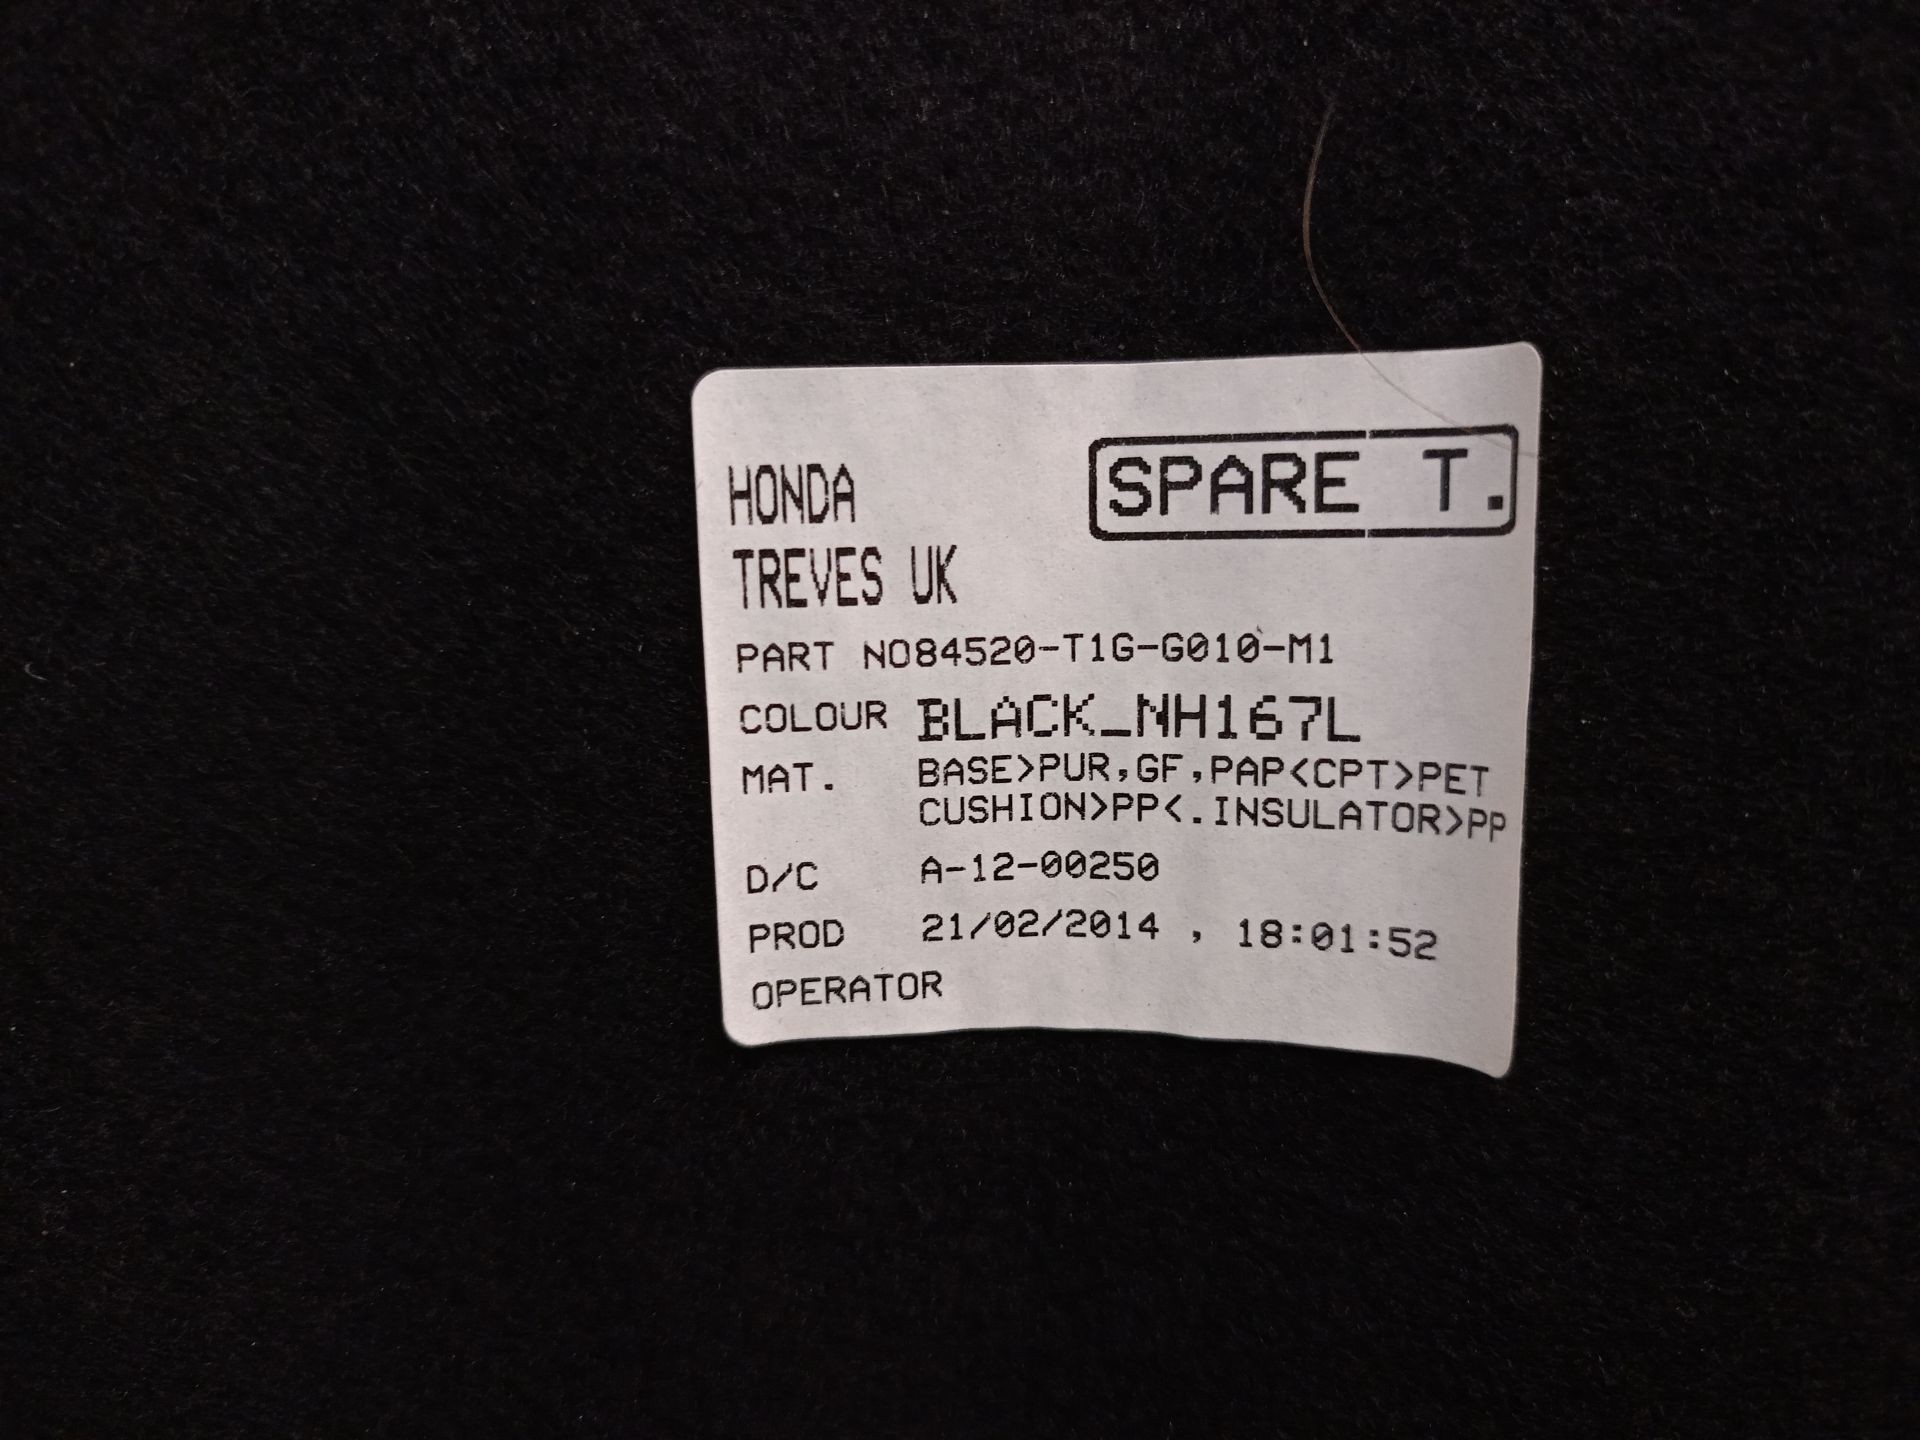 HONDA
SPARE T.
TREVES UK
PART NO84520-T1G-G010-M1
COLOUR BLACK_NH167L
MAT. BASE>PUR,GF,PAP<CPT>PET
CUSHION>PP<.INSULATOR>PP
D/C A-12-00250
PROD 21/02/2014 , 18:01:52
OPERATOR